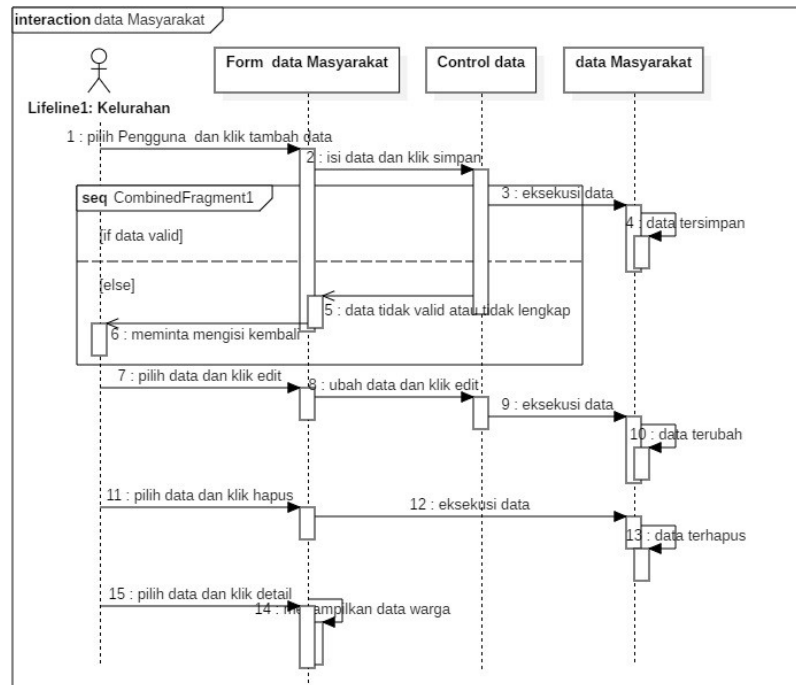 interaction data Masyarakat
Form data Masyarakat
Control data
data Masyarakat
Lifeline1: Kelurahan
1 : pilih Pengguna dan klik tambah data
2 : isi data dan klik simpan
seq CombinedFragment1
3 : eksekusi data
4 : data tersimpan
[if data valid]
[else]
5 : data tidak valid atau tidak lengkap
6 : meminta mengisi kembali
7 : pilih data dan klik edit
8 : ubah data dan klik edit
9 : eksekusi data
10 : data terubah
11 : pilih data dan klik hapus
12 : eksekusi data
13 : data terhapus
15 : pilih data dan klik detail
14 : menampilkan data warga